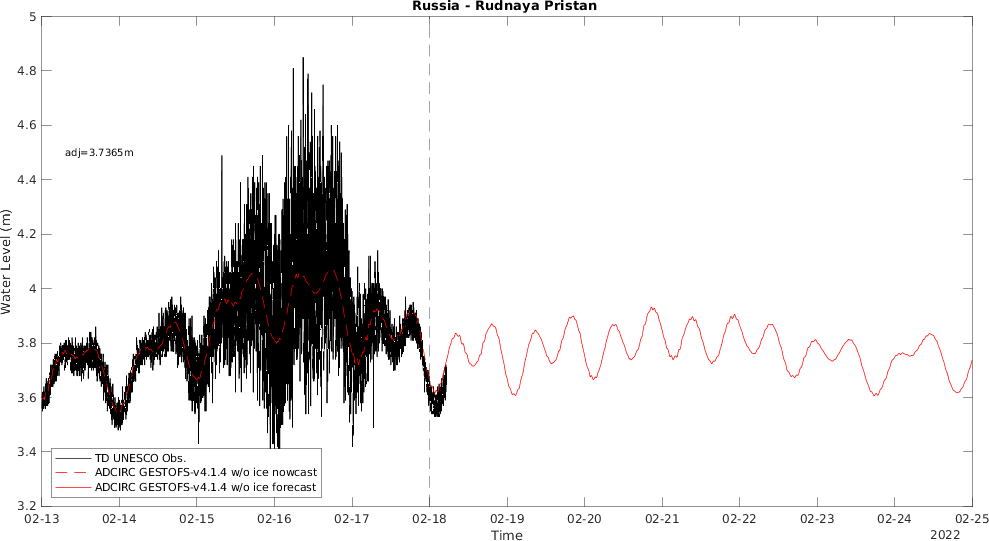 Russia - Rudnaya Pristan
5
4.8
4.6
4.4
4.2
4
3.8
3.6
3.4
3.2
Water Level (m)
adj=3.7365m
TD UNESCO Obs.
ADCIRC GESTOFS-v4.1.4 w/o ice nowcast
ADCIRC GESTOFS-v4.1.4 w/o ice forecast
02-13 02-14 02-15 02-16 02-17 02-18 02-19 02-20 02-21 02-22 02-23 02-24 02-25
Time
2022